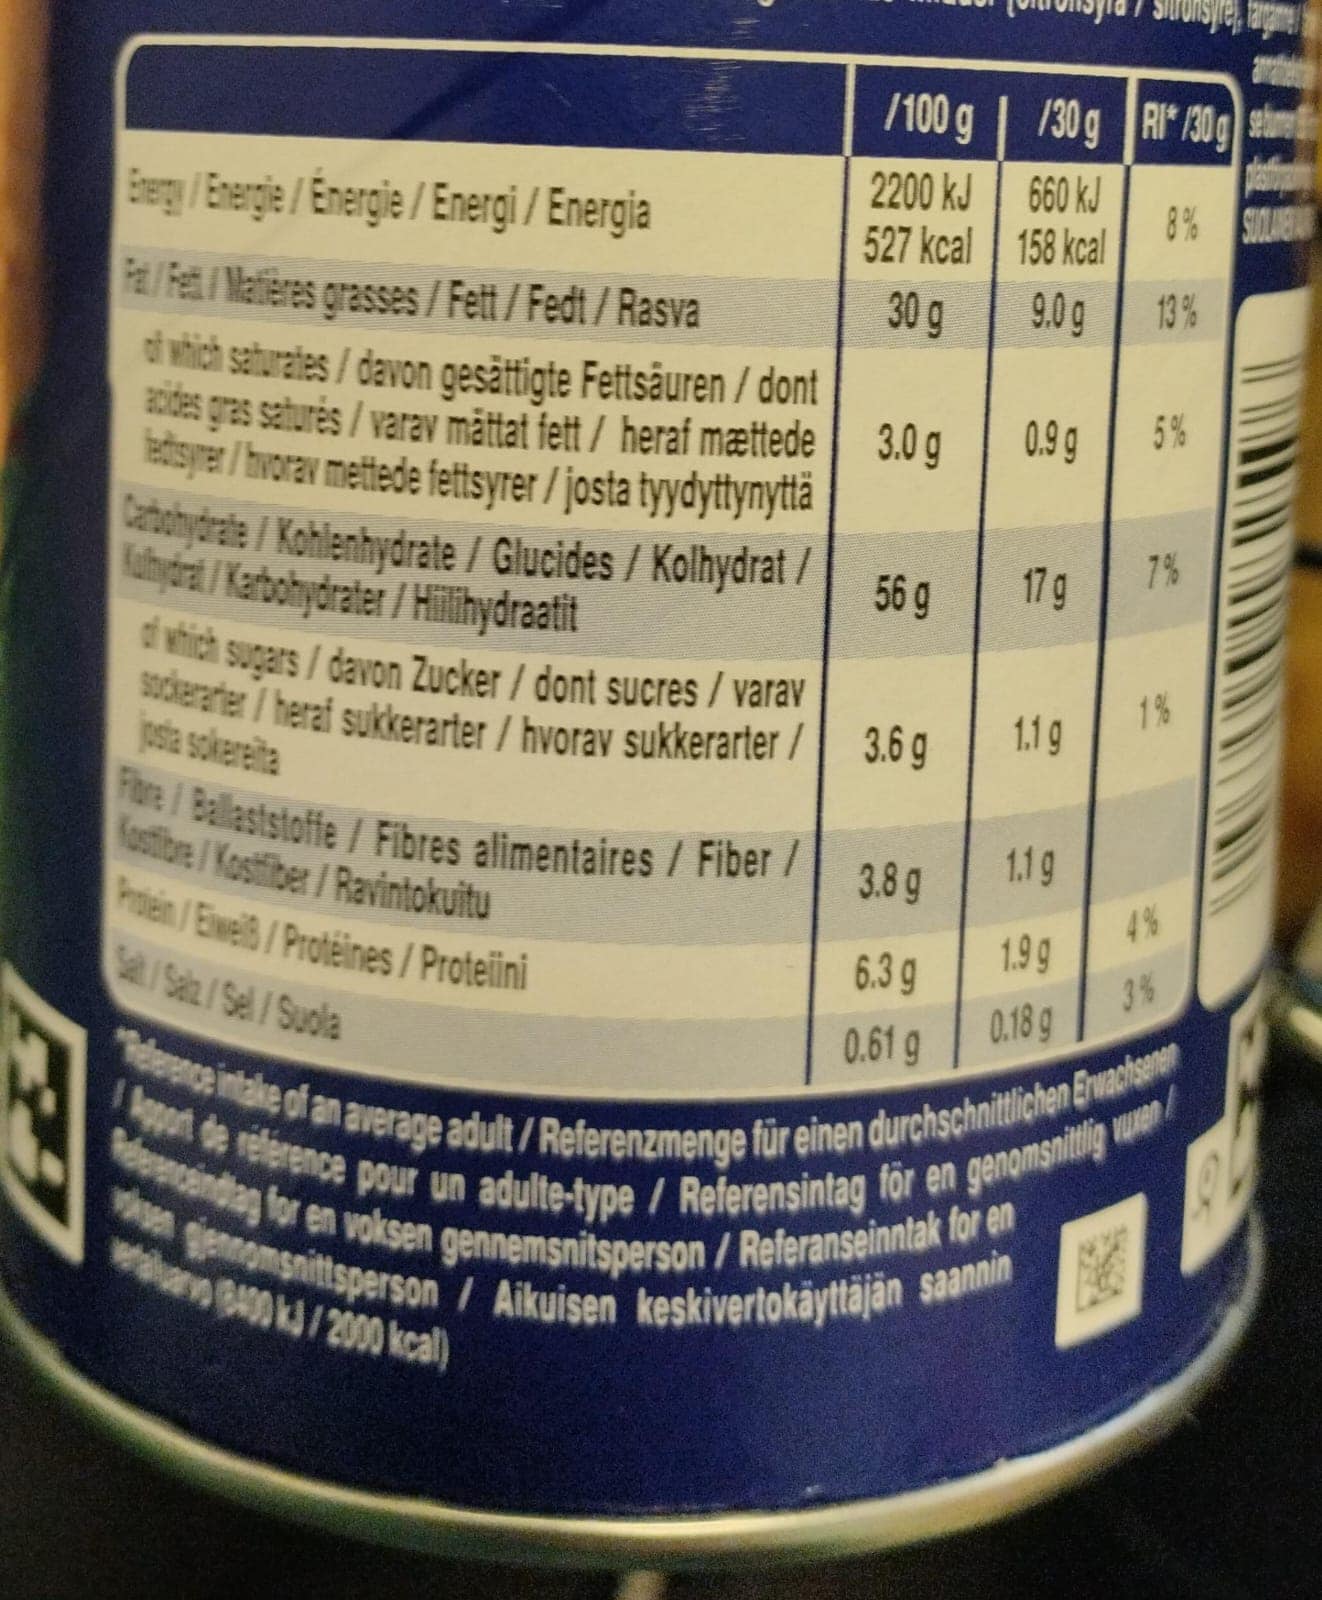 /100 g | /30 g | RI* /30 g
Energy / Energie / Énergie / Energi / Energia 2200 kJ 660 kJ 8 %
527 kcal 158 kcal
Fat / Fett / Matières grasses / Fett / Fedt / Rasva 30 g 9.0 g 13 %
of which saturates / davon gesättigte Fettsäuren / dont
acides gras saturés / varav mättat fett / heraf mættede 3.0 g 0.9 g 5 %
fedtsyrer / hvorav mettede fettsyrer / josta tyydyttynyttä
Carbohydrate / Kohlenhydrate / Glucides / Kolhydrat /
Kulhydrat / Karbohydrater / Hiilihydraatit 56 g 17 g 7 %
of which sugars / davon Zucker / dont sucres / varav
sockerarter / heraf sukkerarter / hvorav sukkerarter / 3.6 g 1.1 g 1 %
josta sokereita
Fibre / Ballaststoffe / Fibres alimentaires / Fiber /
Kostfibre / Kostfiber / Ravintokuitu 3.8 g 1.1 g
Protein / Eiweiß / Protéines / Proteiini 6.3 g 1.9 g 4 %
Salt / Salz / Sel / Suola 0.61 g 0.18 g 3 %
*Reference intake of an average adult / Referenzmenge für einen durchschnittlichen Erwachsenen
/ Apport de référence pour un adulte-type / Referensintag för en genomsnittlig vuxen /
Referenceindtag for en voksen gennemsnitsperson / Referanseinntak for en
voksen gjennomsnittsperson / Aikuisen keskivertokäyttäjän saannin
vertailuarvo (8400 kJ / 2000 kcal)